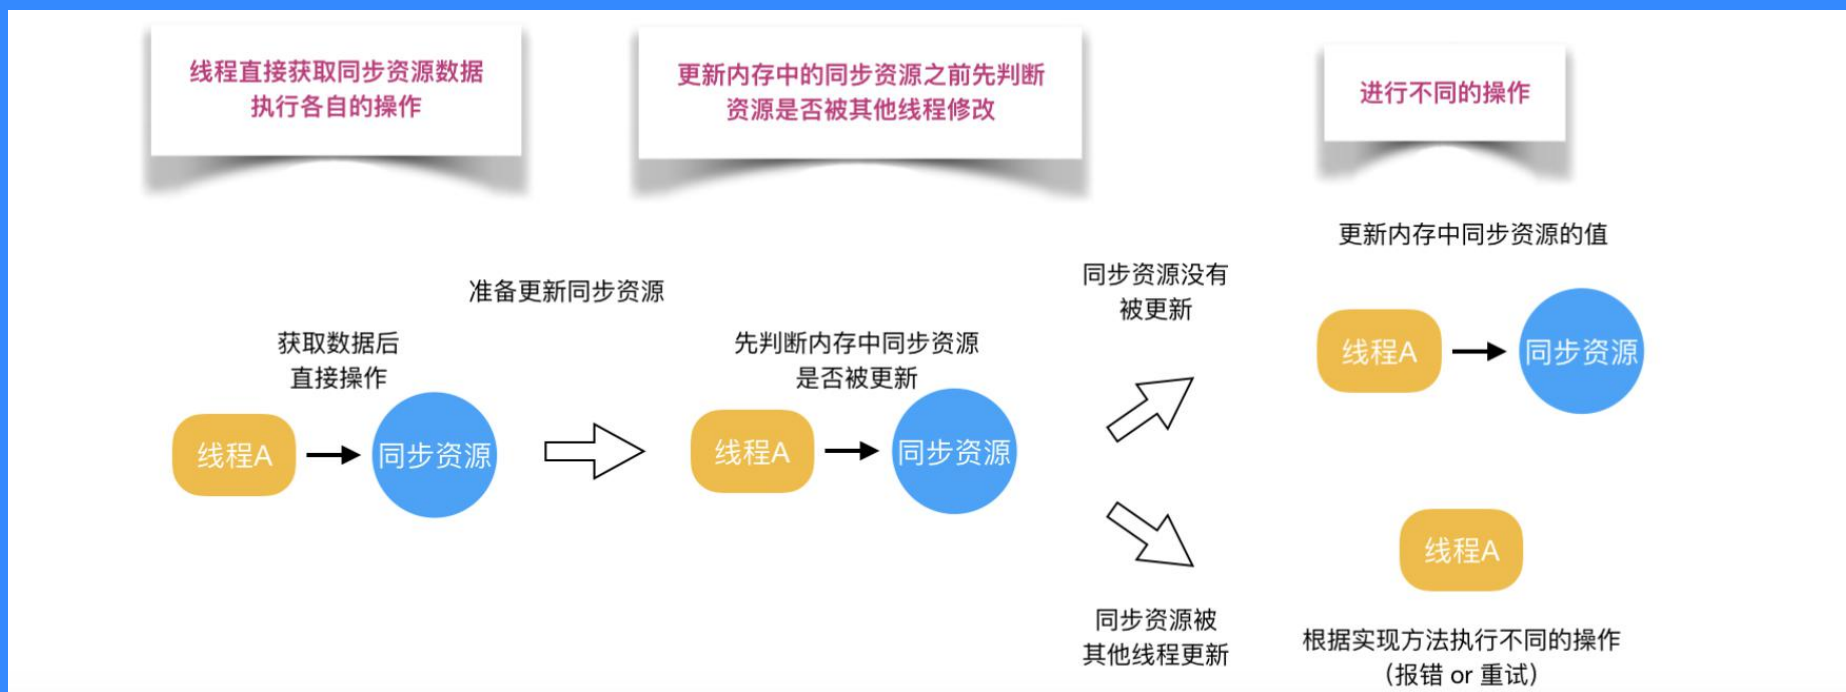 线程直接获取同步资源数据
执行各自的操作
更新内存中的同步资源之前先判断
资源是否被其他线程修改
进行不同的操作
准备更新同步资源
获取数据后
直接操作
线程A
同步资源
先判断内存中同步资源
是否被更新
线程A
同步资源
同步资源没有
被更新
更新内存中同步资源的值
线程A
同步资源
同步资源被
其他线程更新
线程A
根据实现方法执行不同的操作
（报错 or 重试）